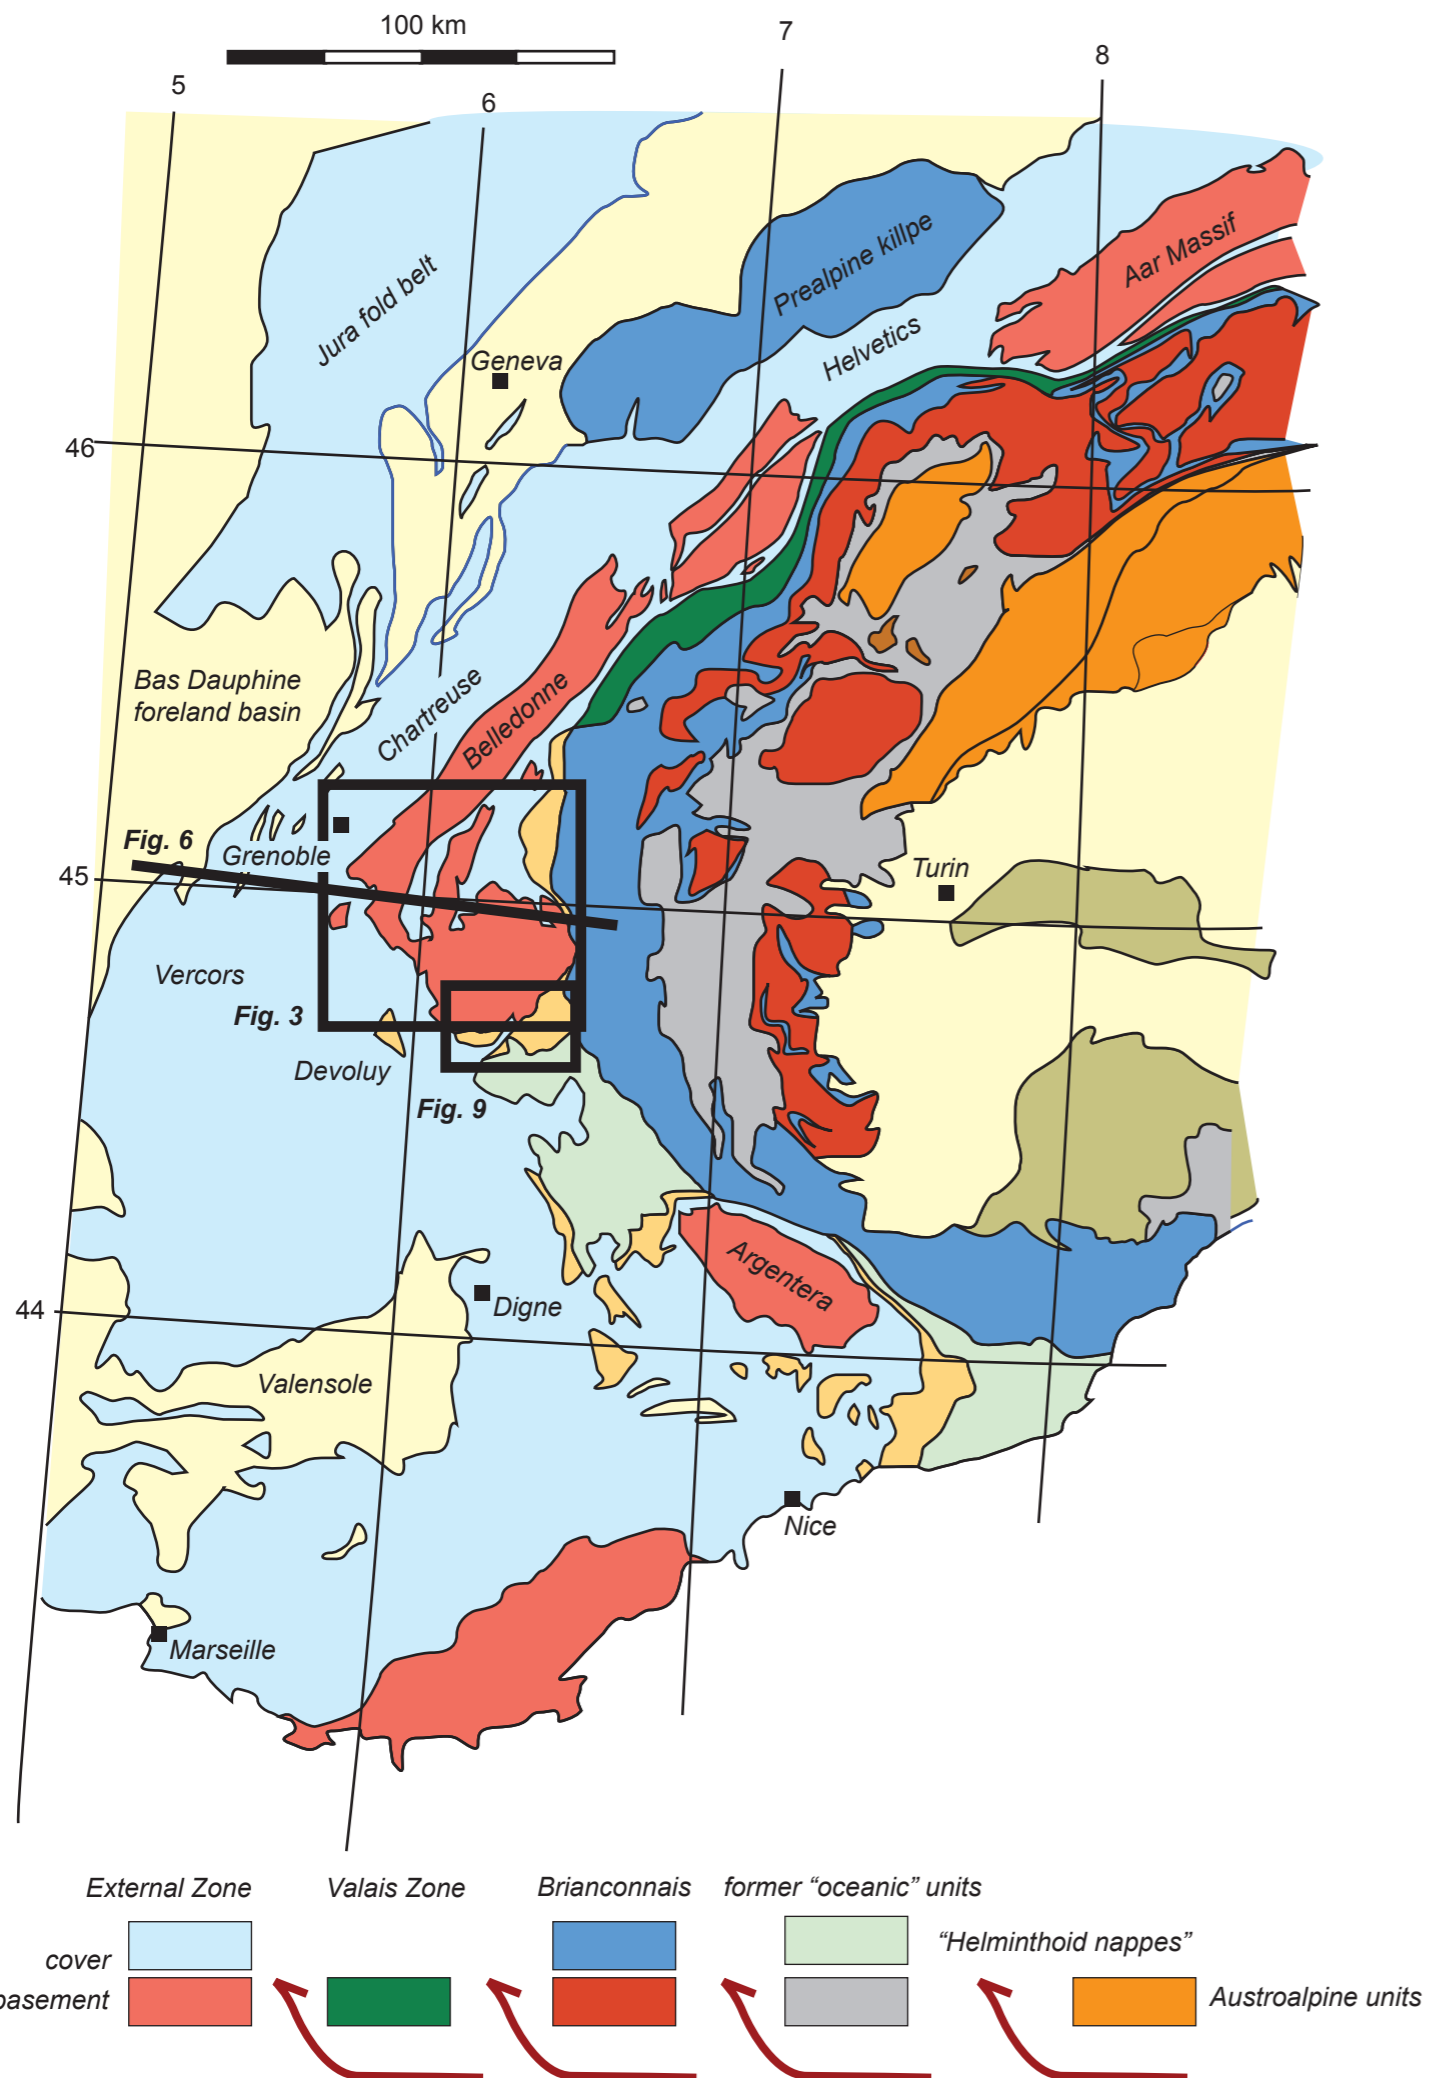 100 km
5
6
7
8
Jura fold belt
Prealpine killpe
Aar Massif
Helvetics
Geneva
46
Bas Dauphine
foreland basin
Chartreuse
Belledonne
Fig. 6
Grenoble
45
Turin
Vercors
Fig. 3
Devoluy
Fig. 9
Argentera
44
Digne
Valensole
Nice
Marseille
External Zone
Valais Zone
Brianconnais
former “oceanic” units
cover
“Helminthoid nappes”
basement
Austroalpine units